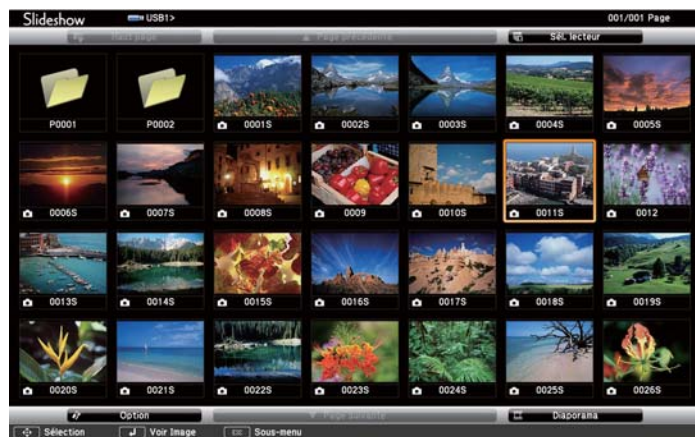 Slideshow USB1> 001/001 Page
Haut page Page précédente Sél. lecteur
P0001 P0002 0001S 0002S 0003S 0004S 0005S
0006S 0007S 0008S 0009 0010S 0011S 0012
0013S 0014S 0015S 0016S 0017S 0018S 0019S
0020S 0021S 0022S 0023S 0024S 0025S 0026S
Option Page suivante Diaporama
Sélection Voir Image Esc Sous-menu